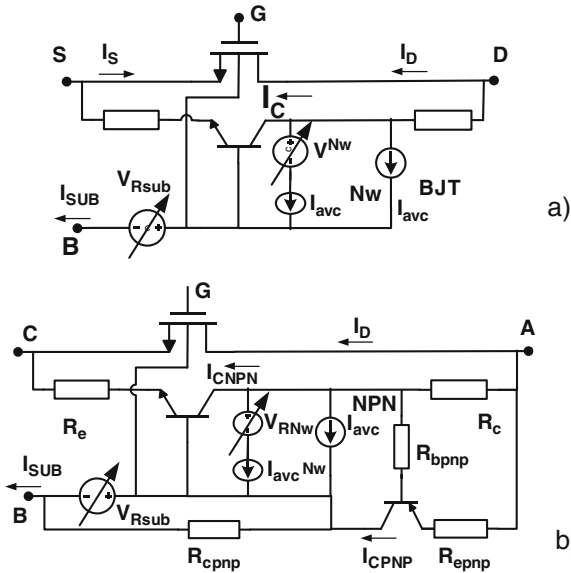 G
S
I_S
I_D
D
I_C
V_Rsub
V^Nw
Nw
BJT
I_avc
I_avc
I_SUB
B
a)
G
C
I_D
A
I_CNPN
NPN
R_e
V_RNw
I_avc
R_c
I_SUB
I_avc^Nw
R_bpnp
B
V_Rsub
R_cpnp
I_CPNP
R_epnp
b